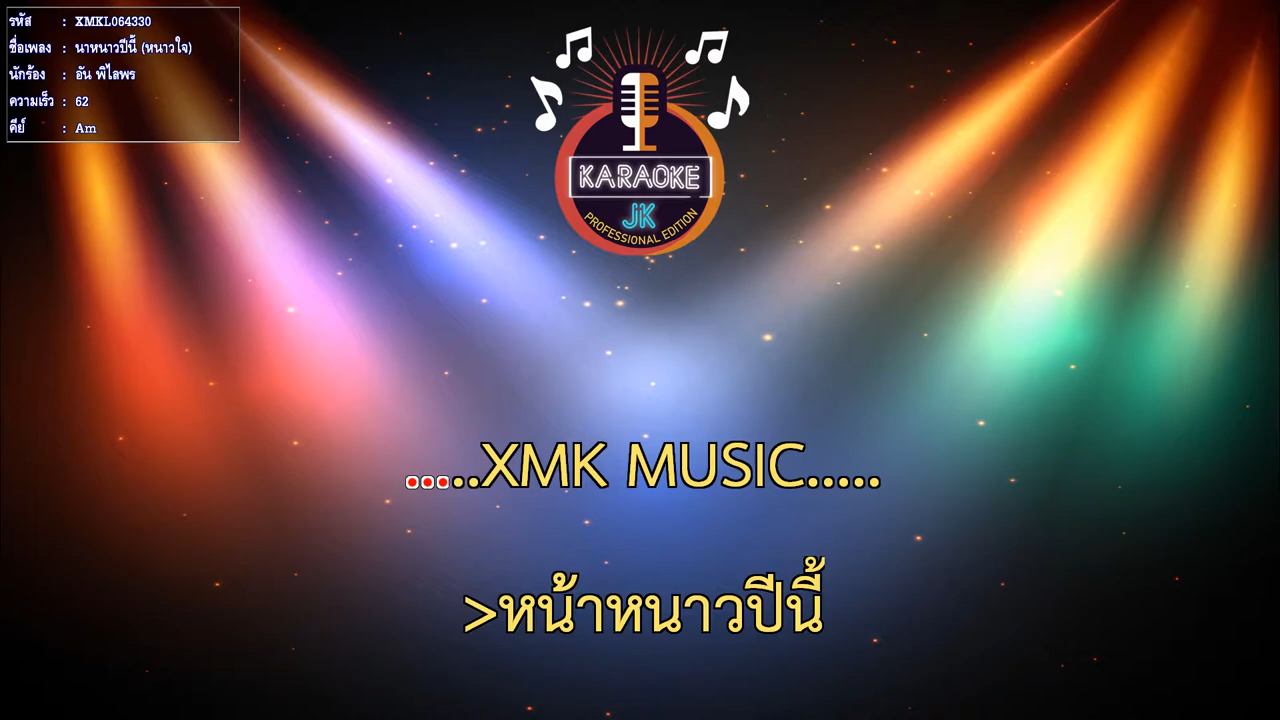 รหัส : XMKL064330
ชื่อเพลง : นาหนาวปีนี้ (หนาวใจ)
นักร้อง : อัน พิไลพร
ความเร็ว : 62
คีย์ : Am
KARAOKE
JK
PROFESSIONAL EDITION
.....XMK MUSIC.....
>หน้าหนาวปีนี้